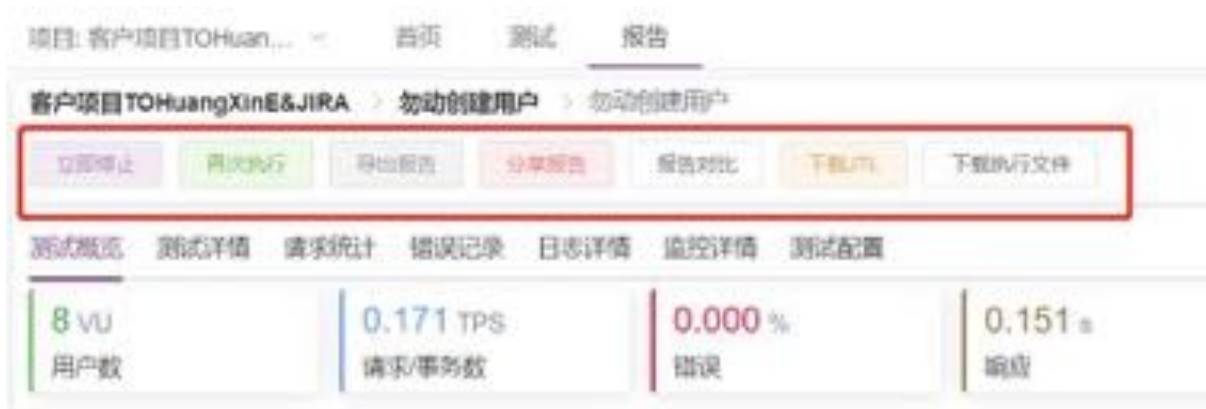 项目: 客户项目TOHuan... 首页 测试 报告
客户项目TOHuangXinE&JIRA > 勿动创建用户 > 勿动创建用户
立即停止 再次执行 导出报告 分享报告 报告对比 下载JTL 下载执行文件
测试概览 测试详情 请求统计 错误记录 日志详情 监控详情 测试配置
8 VU 0.171 TPS 0.000 % 0.151 s
用户数 请求/事务数 错误 响应